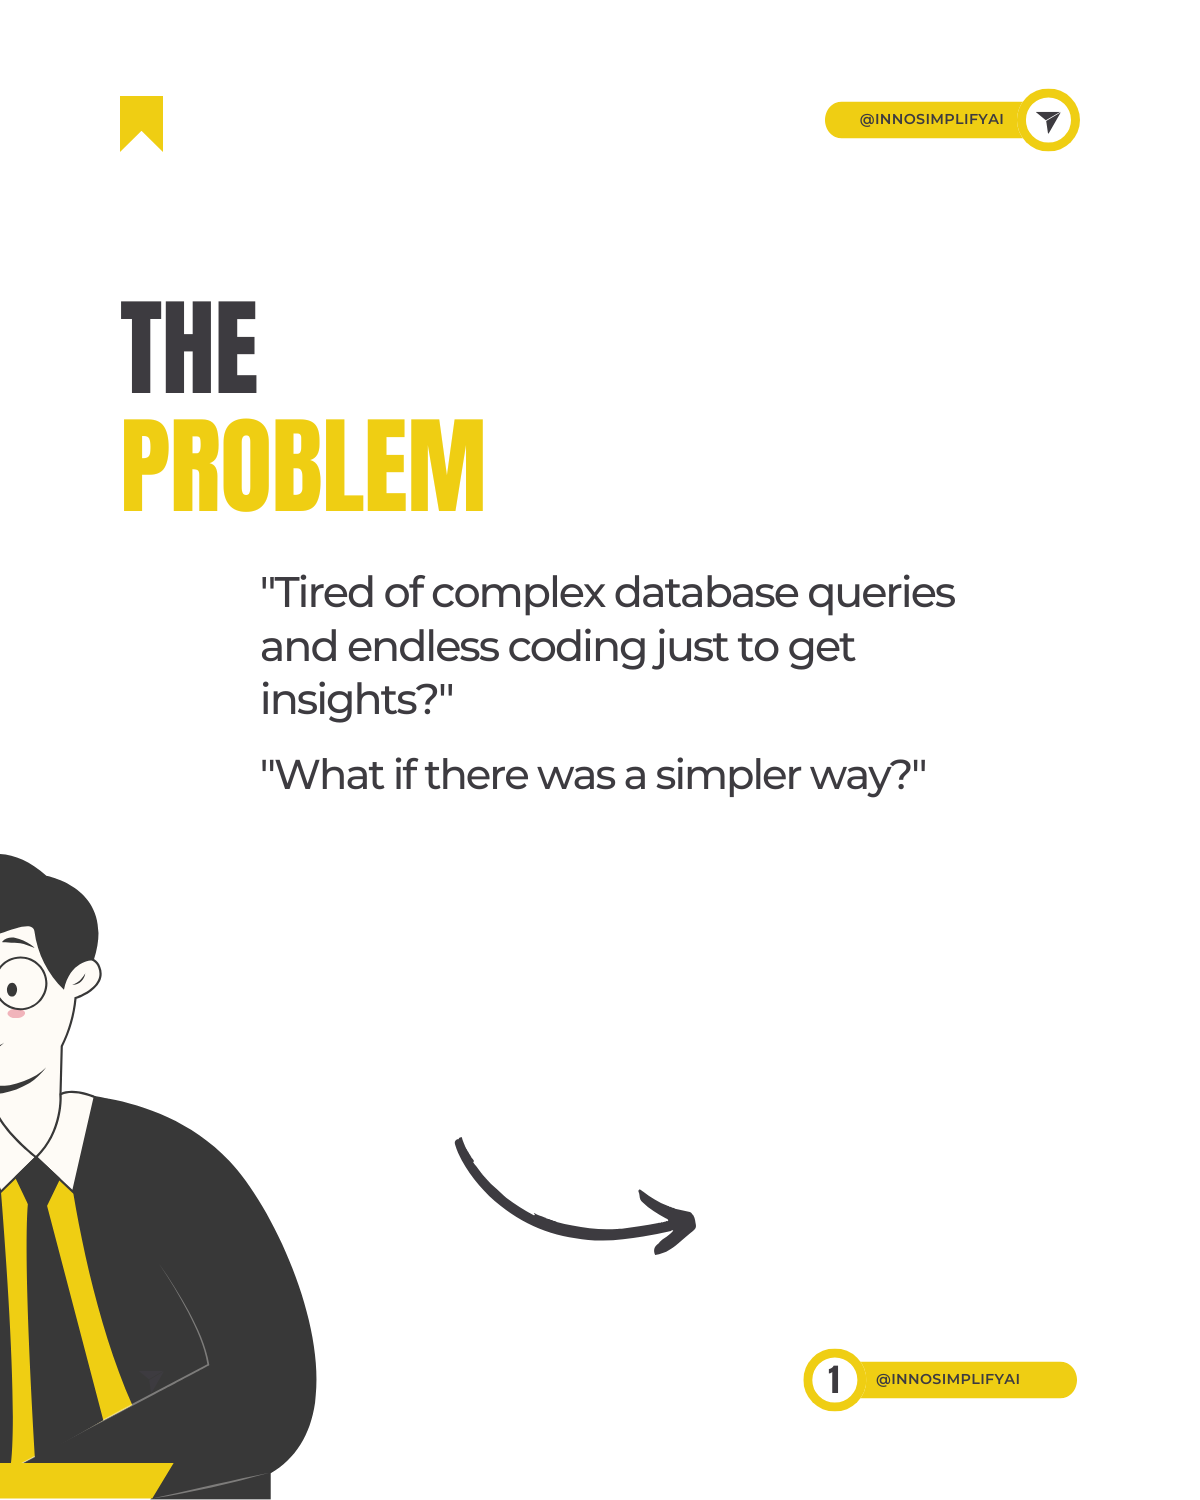 @INNOSIMPLIFYAI
THE
PROBLEM
"Tired of complex database queries
and endless coding just to get
insights?"
"What if there was a simpler way?"
1 @INNOSIMPLIFYAI